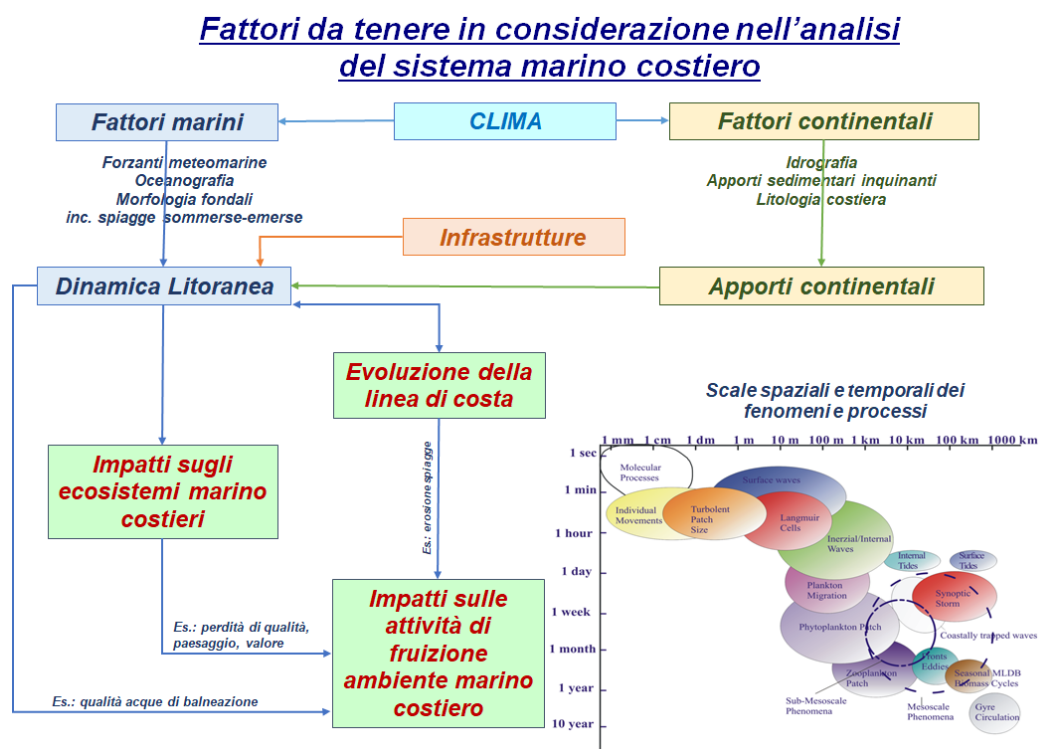 Fattori da tenere in considerazione nell'analisi
del sistema marino costiero
Fattori marini
CLIMA
Fattori continentali
Forzanti meteomarine
Oceanografia
Morfologia fondali
inc. spiagge sommerse-emerse
Idrografia
Apporti sedimentari inquinanti
Litologia costiera
Infrastrutture
Dinamica Litoranea
Apporti continentali
Evoluzione della
linea di costa
Es.: erosione spiagge
Impatti sugli
ecosistemi marino
costieri
Impatti sulle
attività di
fruizione
ambiente marino
costiero
Es.: perdità di qualità,
paesaggio, valore
Es.: qualità acque di balneazione
Scale spaziali e temporali dei
fenomeni e processi
1 mm 1 cm 1 dm 1 m 10 m 100 m 1 km 10 km 100 km 1000 km
1 sec
1 min
1 hour
1 day
1 week
1 month
1 year
10 year
Molecular
Processes
Surface waves
Individual
Movements
Turbolent
Patch
Size
Langmuir
Cells
Inerzial/Internal
Waves
Internal
Tides
Surface
Tides
Plankton
Migration
Synoptic
Storm
Phytoplankton Patch
Coastally trapped waves
Fronts
Eddies
Zooplankton
Patch
Seasonal MLDB
Biomass Cycles
Sub-Mesoscale
Phenomena
Mesoscale
Phenomena
Gyre
Circulation